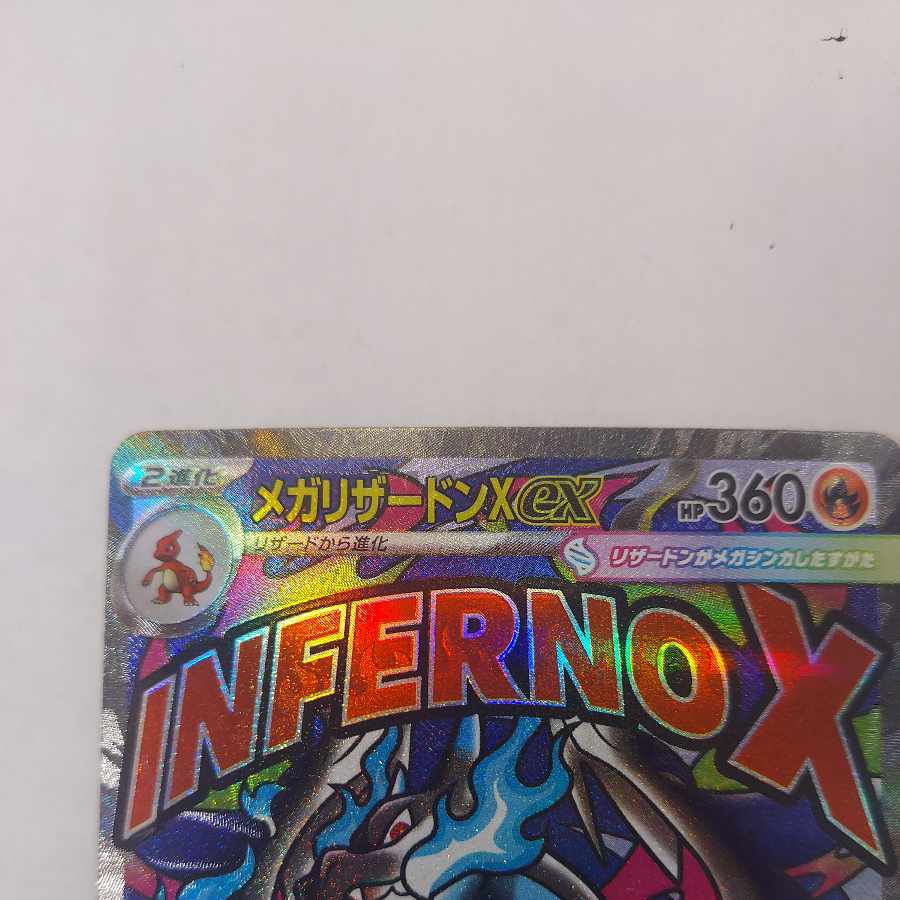 2進化
メガリザードンXex HP360
リザードから進化
リザードンがメガシンカしたすがた
INFERNO X